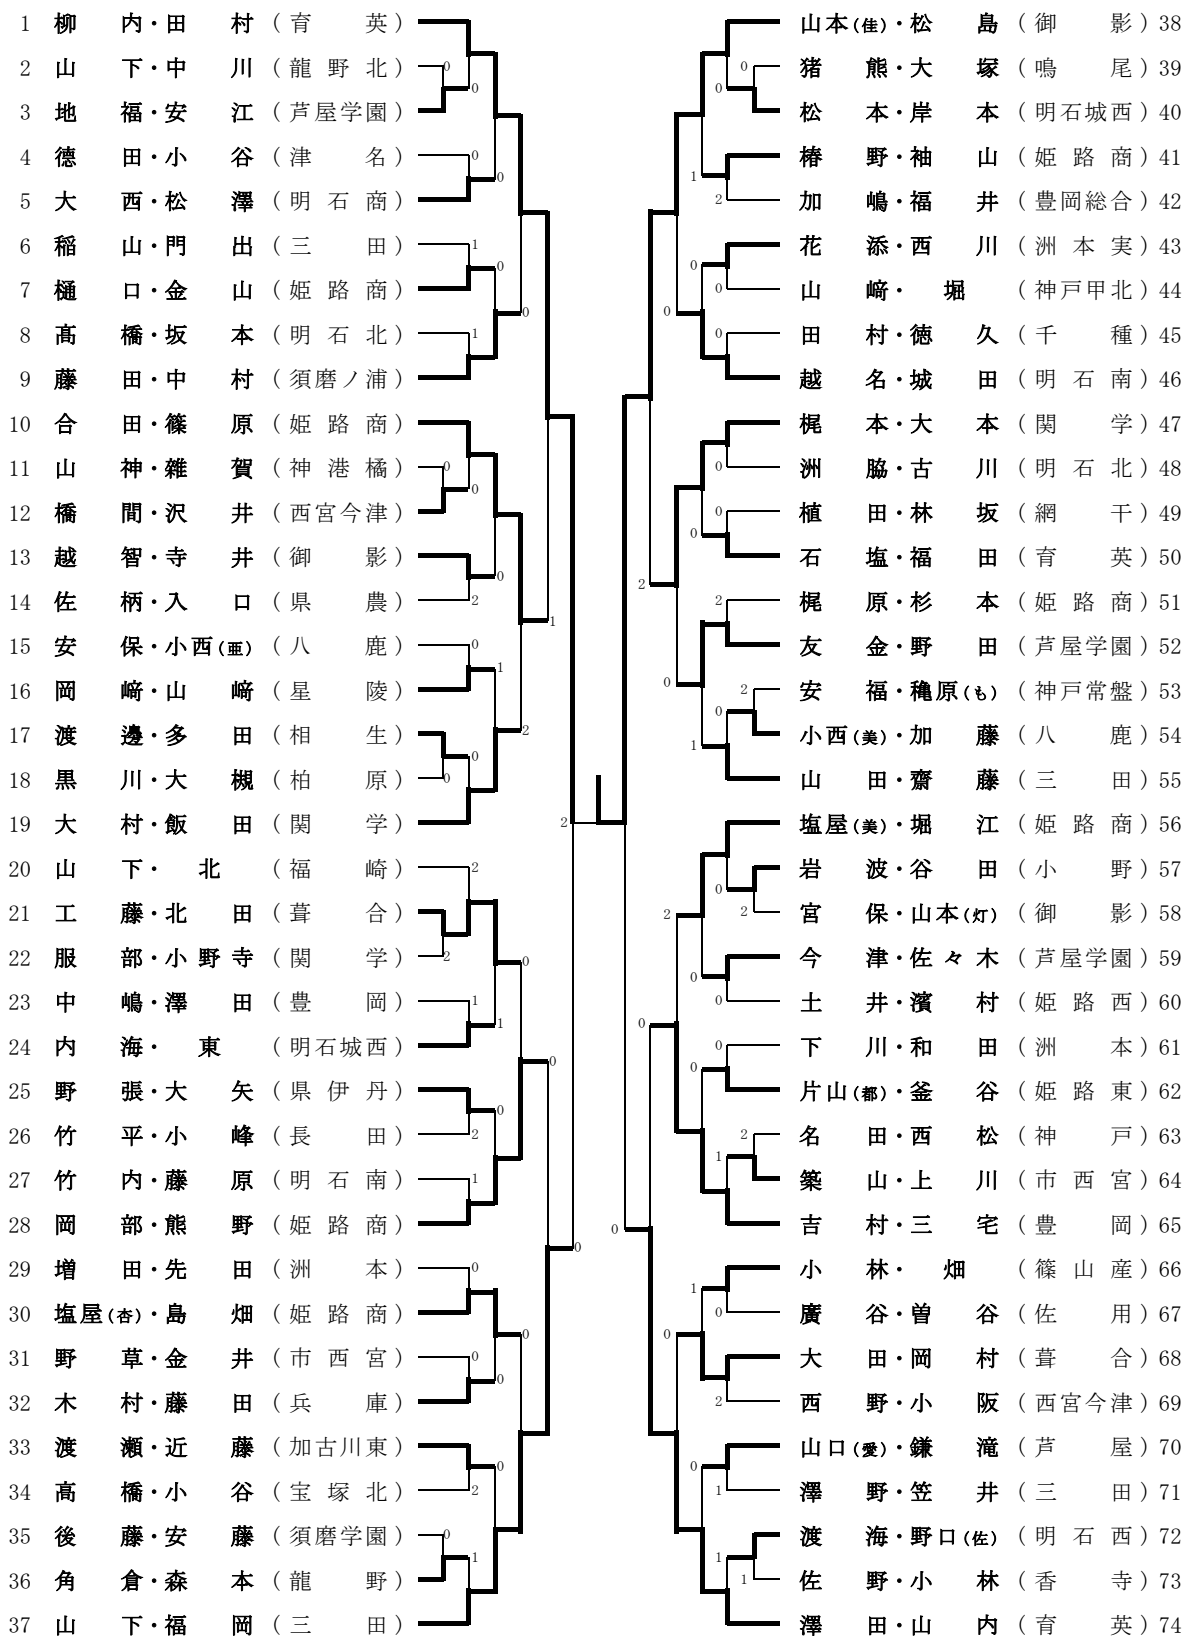 1 柳内・田村（育英）
2 山下・中川（龍野北）
3 地福・安江（芦屋学園）
4 德田・小谷（津名）
5 大西・松澤（明石商）
6 稲山・門出（三田）
7 樋口・金山（姫路商）
8 髙橋・坂本（明石北）
9 藤田・中村（須磨ノ浦）
10 合田・篠原（姫路商）
11 山神・雑賀（神港橘）
12 橋間・沢井（西宮今津）
13 越智・寺井（御影）
14 佐柄・入口（県農）
15 安保・小西(亜)（八鹿）
16 岡﨑・山﨑（星陵）
17 渡邊・多田（相生）
18 黒川・大槻（柏原）
19 大村・飯田（関学）
20 山下・北（福崎）
21 工藤・北田（葺合）
22 服部・小野寺（関学）
23 中嶋・澤田（豊岡）
24 内海・東（明石城西）
25 野張・大矢（県伊丹）
26 竹平・小峰（長田）
27 竹内・藤原（明石南）
28 岡部・熊野（姫路商）
29 増田・先田（洲本）
30 塩屋(杏)・島畑（姫路商）
31 野草・金井（市西宮）
32 木村・藤田（兵庫）
33 渡瀬・近藤（加古川東）
34 高橋・小谷（宝塚北）
35 後藤・安藤（須磨学園）
36 角倉・森本（龍野）
37 山下・福岡（三田）
山本(佳)・松島（御影）38
猪熊・大塚（鳴尾）39
松本・岸本（明石城西）40
椿野・袖山（姫路商）41
加嶋・福井（豊岡総合）42
花添・西川（洲本実）43
山﨑・堀（神戸甲北）44
田村・徳久（千種）45
越名・城田（明石南）46
梶本・大本（関学）47
洲脇・古川（明石北）48
植田・林坂（網干）49
石塩・福田（育英）50
梶原・杉本（姫路商）51
友金・野田（芦屋学園）52
安福・穐原(も)（神戸常盤）53
小西(美)・加藤（八鹿）54
山田・齋藤（三田）55
塩屋(美)・堀江（姫路商）56
岩波・谷田（小野）57
宮保・山本(灯)（御影）58
今津・佐々木（芦屋学園）59
土井・濱村（姫路西）60
下川・和田（洲本）61
片山(都)・釜谷（姫路東）62
名田・西松（神戸）63
築山・上川（市西宮）64
吉村・三宅（豊岡）65
小林・畑（篠山産）66
廣谷・曽谷（佐用）67
大田・岡村（葺合）68
西野・小阪（西宮今津）69
山口(愛)・鎌滝（芦屋）70
澤野・笠井（三田）71
渡海・野口(佐)（明石西）72
佐野・小林（香寺）73
澤田・山内（育英）74